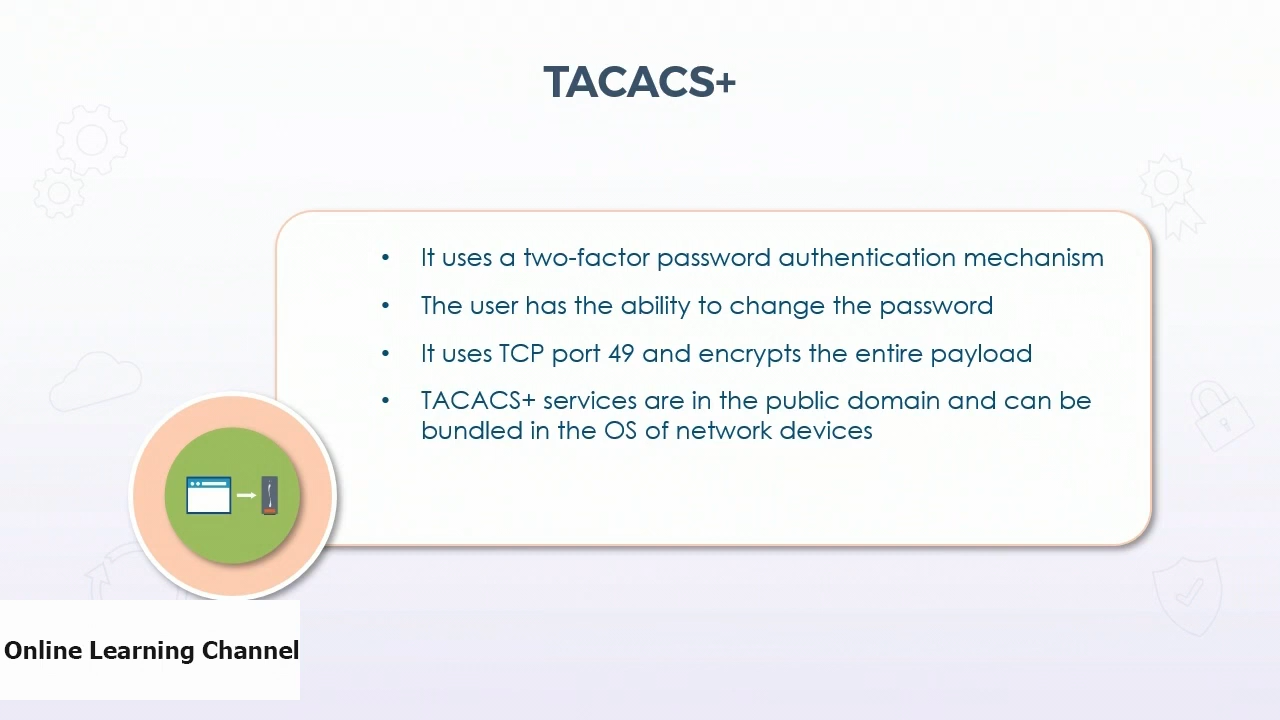 TACACS+
• It uses a two-factor password authentication mechanism
• The user has the ability to change the password
• It uses TCP port 49 and encrypts the entire payload
• TACACS+ services are in the public domain and can be
bundled in the OS of network devices
Online Learning Channel